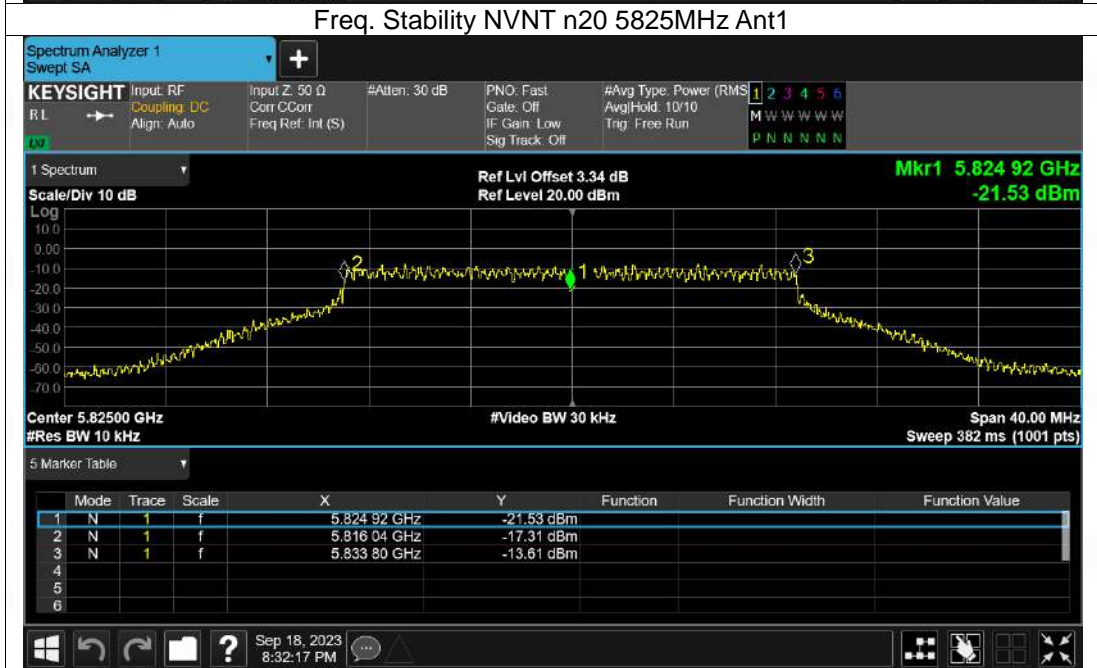 Freq. Stability NVNT n20 5825MHz Ant1
Spectrum Analyzer 1
Swept SA
+
KEYSIGHT
RL
LXI
Input: RF
Coupling: DC
Align: Auto
Input Z: 50 Ω
Corr CCorr
Freq Ref: Int (S)
#Atten: 30 dB
PNO: Fast
Gate: Off
IF Gain: Low
Sig Track: Off
#Avg Type: Power (RMS
Avg|Hold: 10/10
Trig: Free Run
1 2 3 4 5 6
M W W W W W
P N N N N N
1 Spectrum
Scale/Div 10 dB
Ref Lvl Offset 3.34 dB
Ref Level 20.00 dBm
Mkr1 5.824 92 GHz
-21.53 dBm
Log
10.0
0.00
-10.0
-20.0
-30.0
-40.0
-50.0
-60.0
-70.0
2
1
3
Center 5.82500 GHz
#Res BW 10 kHz
#Video BW 30 kHz
Span 40.00 MHz
Sweep 382 ms (1001 pts)
5 Marker Table
Mode Trace Scale X Y Function Function Width Function Value
1 N 1 f 5.824 92 GHz -21.53 dBm
2 N 1 f 5.816 04 GHz -17.31 dBm
3 N 1 f 5.833 80 GHz -13.61 dBm
4
5
6
?
Sep 18, 2023
8:32:17 PM